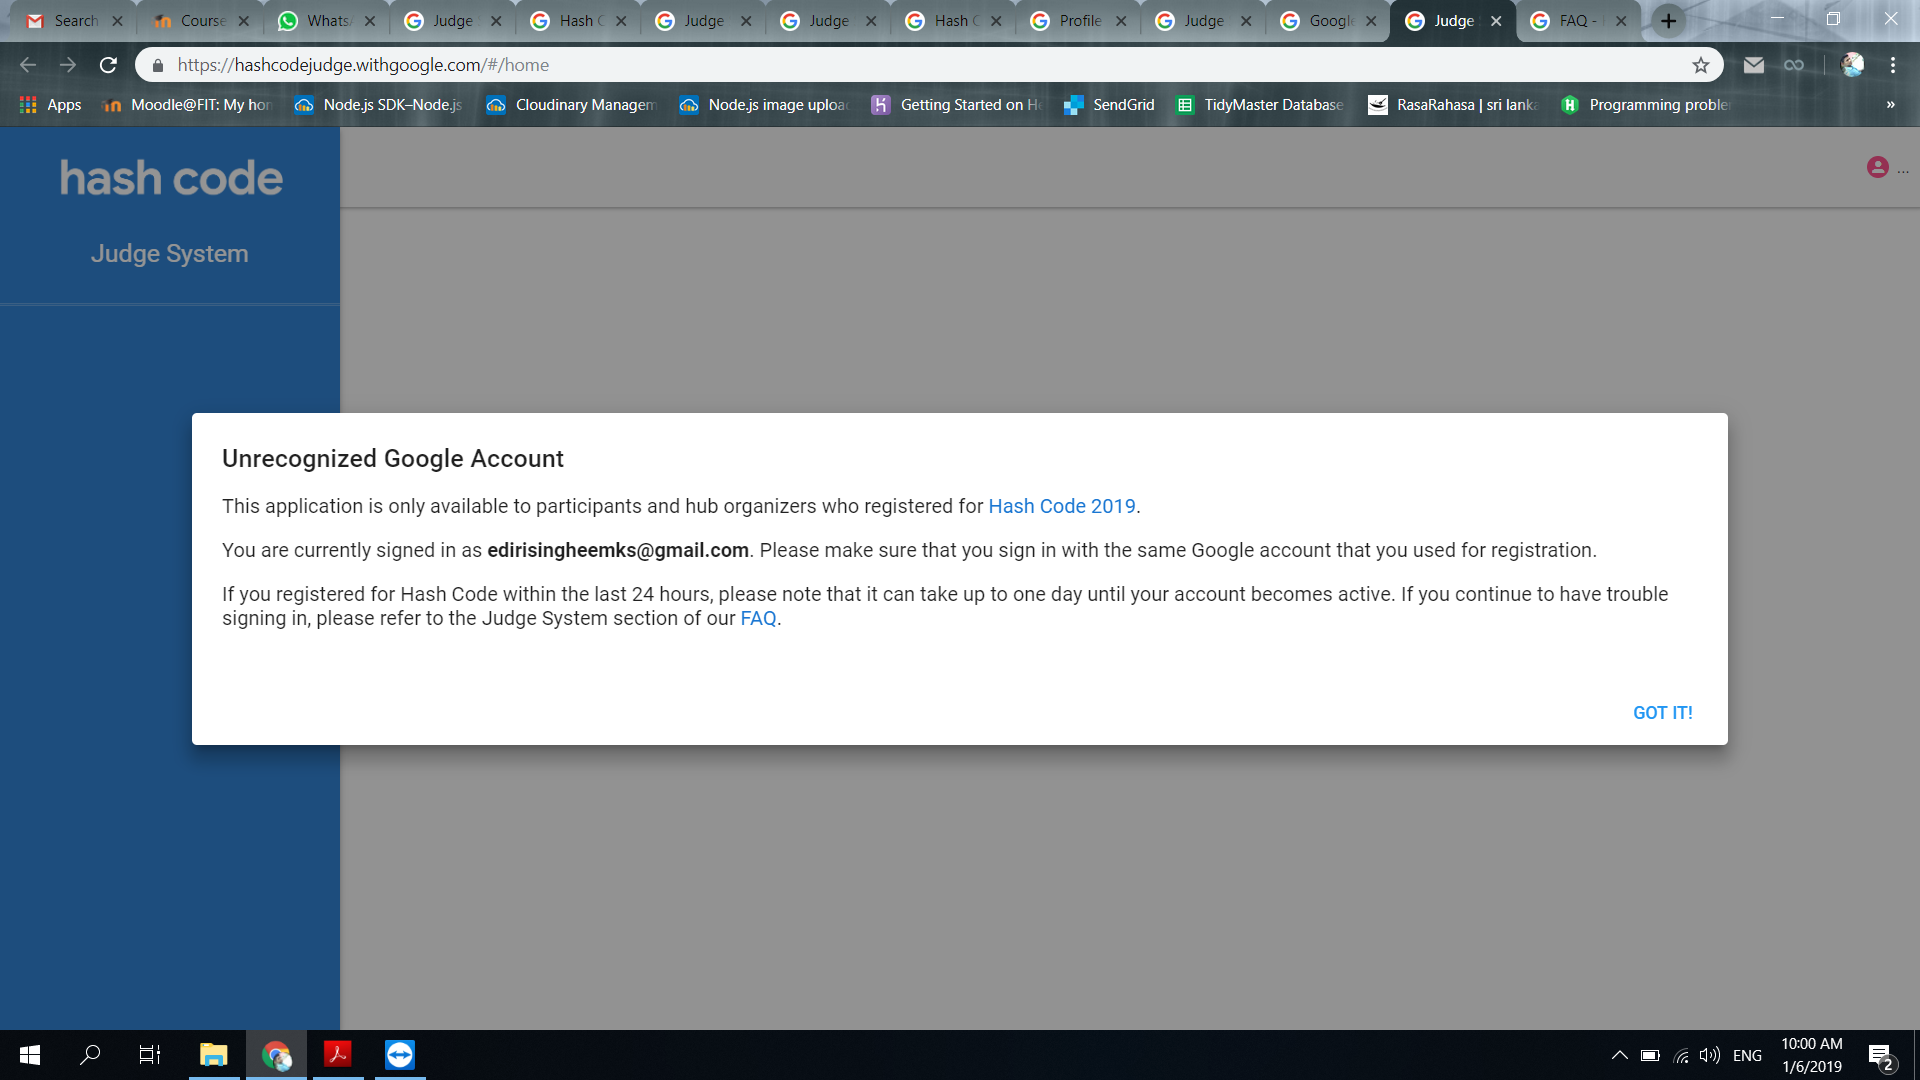 Search
Course
Whats
Judge
Hash C
Judge
Judge
Hash C
Profile
Judge
Google
Judge
FAQ -
https://hashcodejudge.withgoogle.com/#/home
Apps
Moodle@FIT: My hon
Node.js SDK–Node.js
Cloudinary Managem
Node.js image uploa
Getting Started on He
SendGrid
TidyMaster Database
RasaRahasa | sri lanka
Programming proble
»
hash code
...
Judge System
Unrecognized Google Account
This application is only available to participants and hub organizers who registered for Hash Code 2019.
You are currently signed in as edirisingheemks@gmail.com. Please make sure that you sign in with the same Google account that you used for registration.
If you registered for Hash Code within the last 24 hours, please note that it can take up to one day until your account becomes active. If you continue to have trouble
signing in, please refer to the Judge System section of our FAQ.
GOT IT!
ENG
10:00 AM
1/6/2019
2